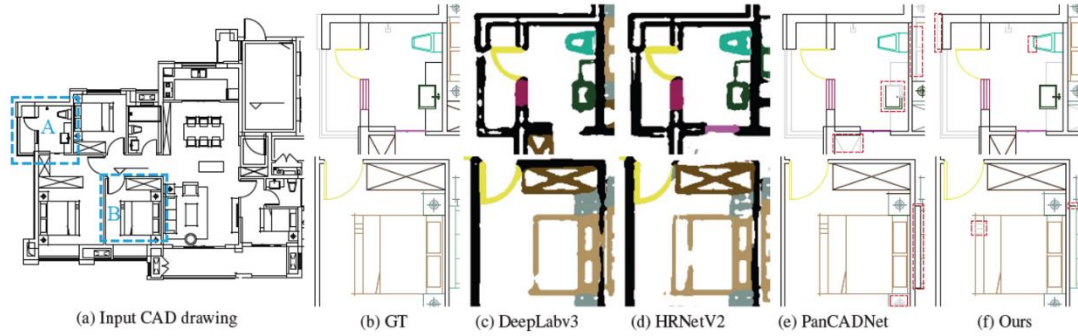 A
B
(a) Input CAD drawing
(b) GT
(c) DeepLabv3
(d) HRNetV2
(e) PanCADNet
(f) Ours